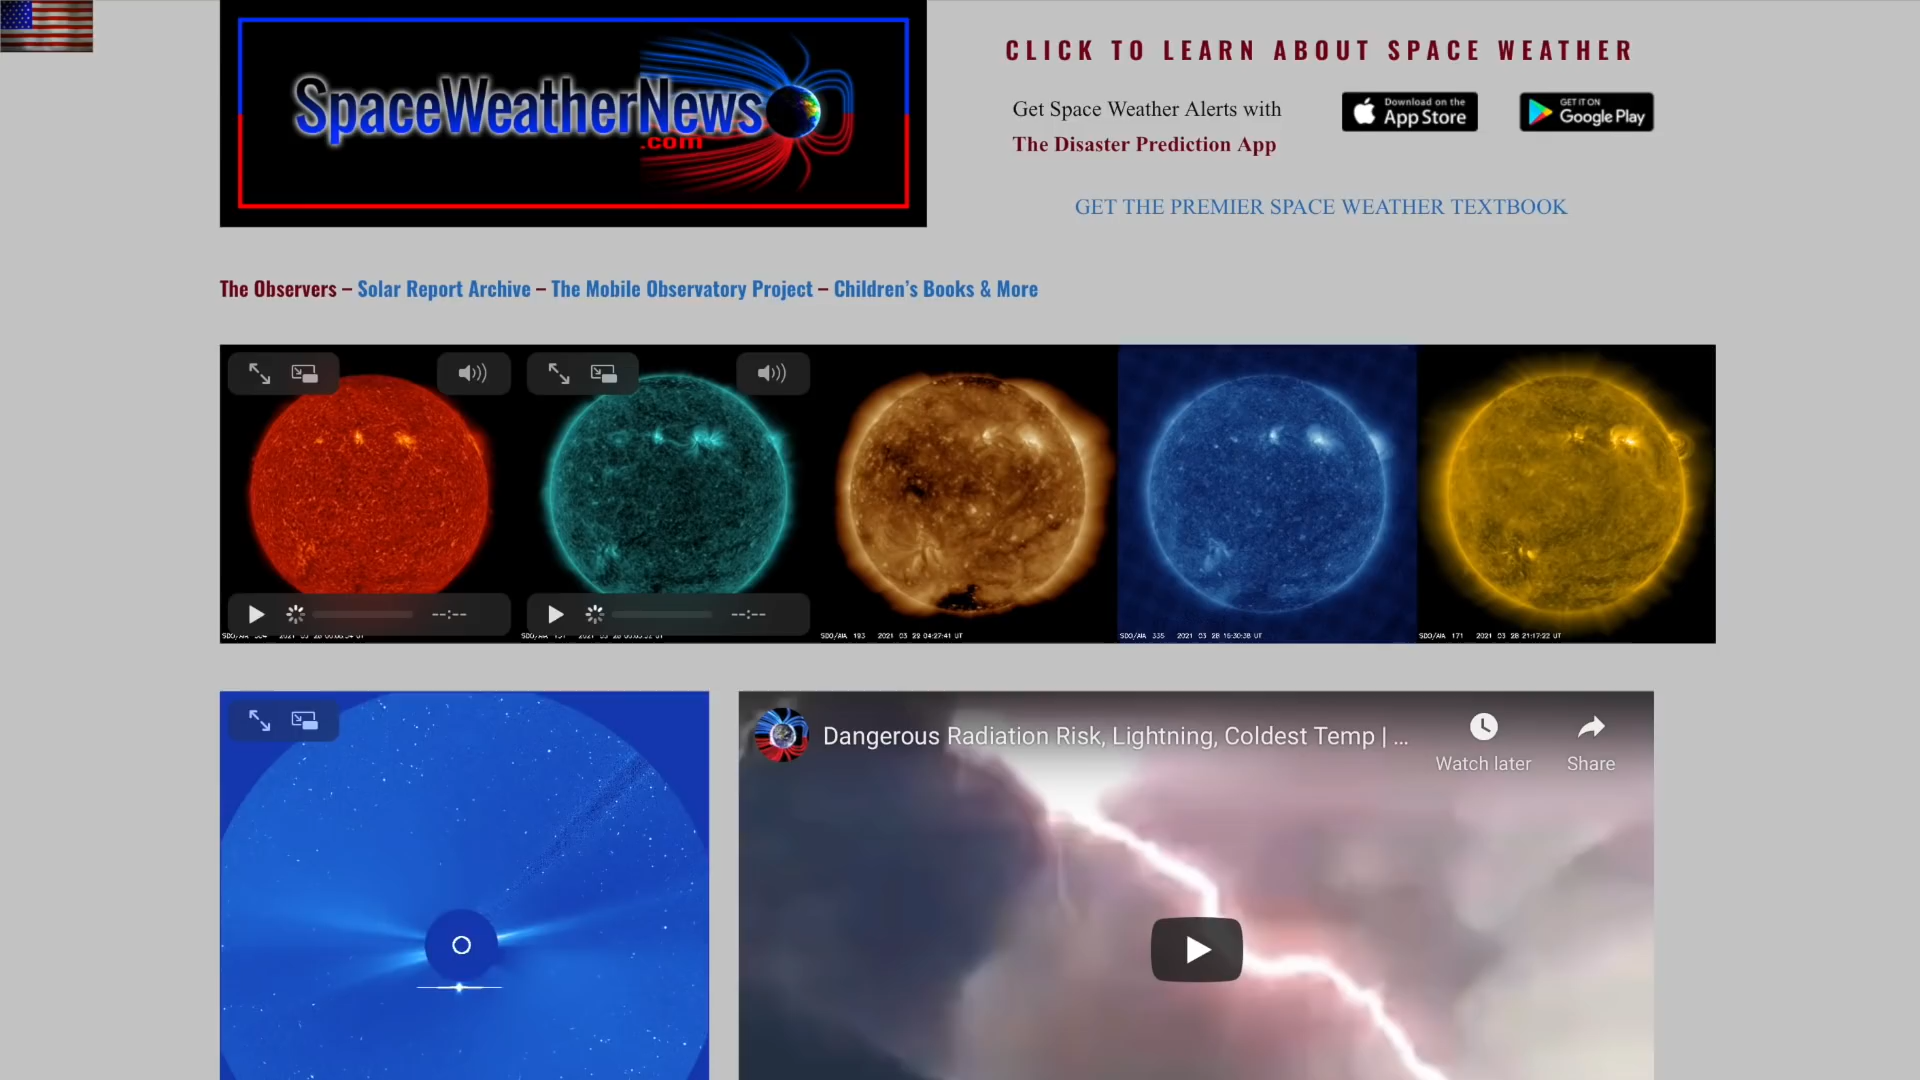 SpaceWeatherNews
.com
CLICK TO LEARN ABOUT SPACE WEATHER
Get Space Weather Alerts with
The Disaster Prediction App
Download on the
App Store
GET IT ON
Google Play
GET THE PREMIER SPACE WEATHER TEXTBOOK
The Observers – Solar Report Archive – The Mobile Observatory Project – Children's Books & More
--:--
--:--
SDO/AIA 193 2021 03 29 04:27:41 UT
SDO/AIA 335 2021 03 28 16:30:38 UT
SDO/AIA 171 2021 03 28 21:17:22 UT
Dangerous Radiation Risk, Lightning, Coldest Temp | ...
Watch later
Share